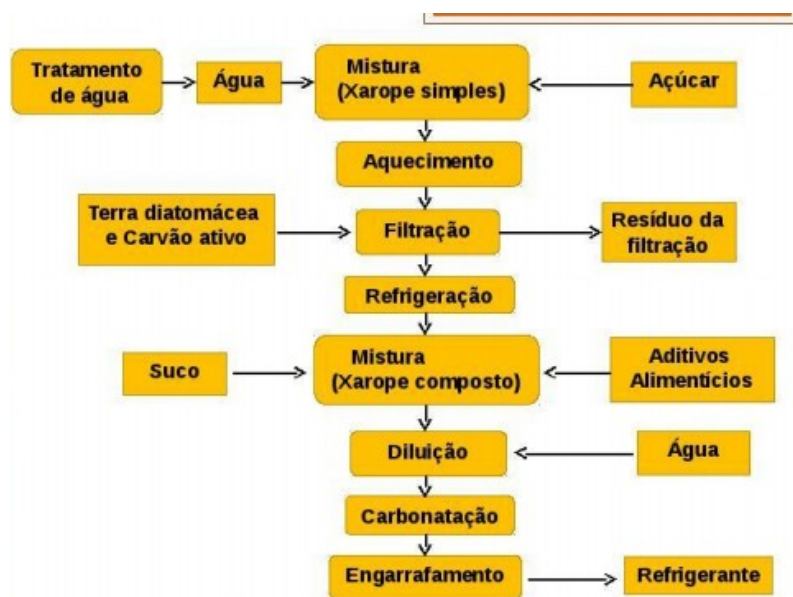 Tratamento
de água
Água
Mistura
(Xarope simples)
Açúcar
Aquecimento
Terra diatomácea
e Carvão ativo
Filtração
Resíduo da
filtração
Refrigeração
Suco
Mistura
(Xarope composto)
Aditivos
Alimentícios
Diluição
Água
Carbonatação
Engarrafamento
Refrigerante